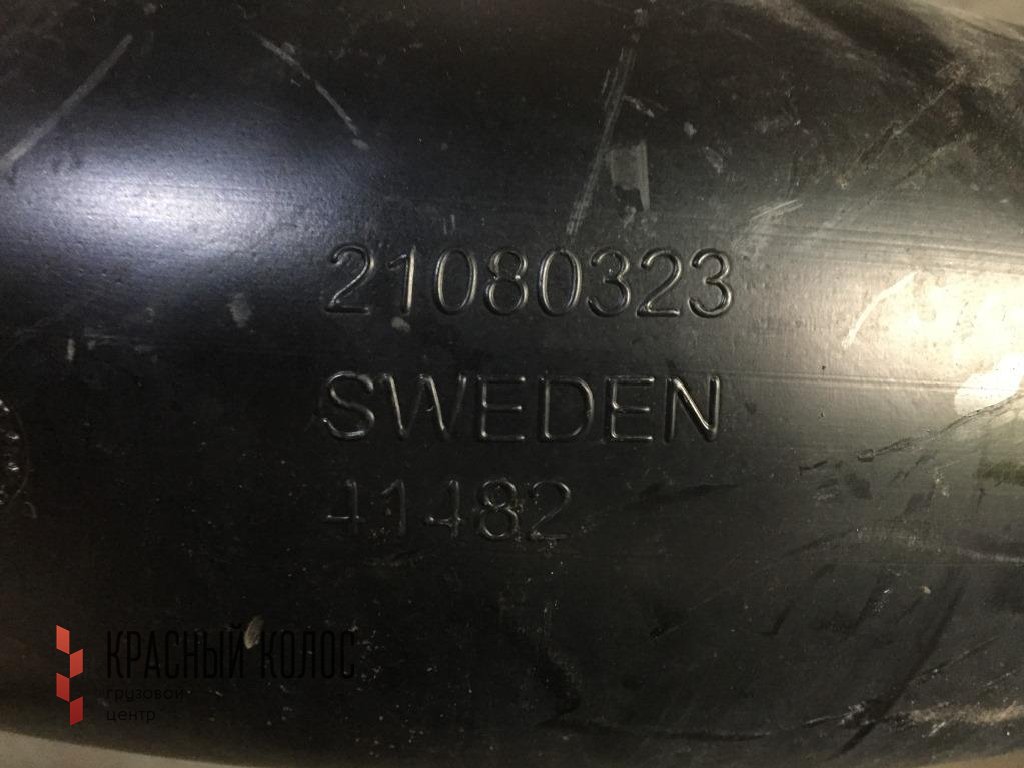 21080323
SWEDEN
41482
КРАСНЫЙ КОЛОС
грузовой
центр